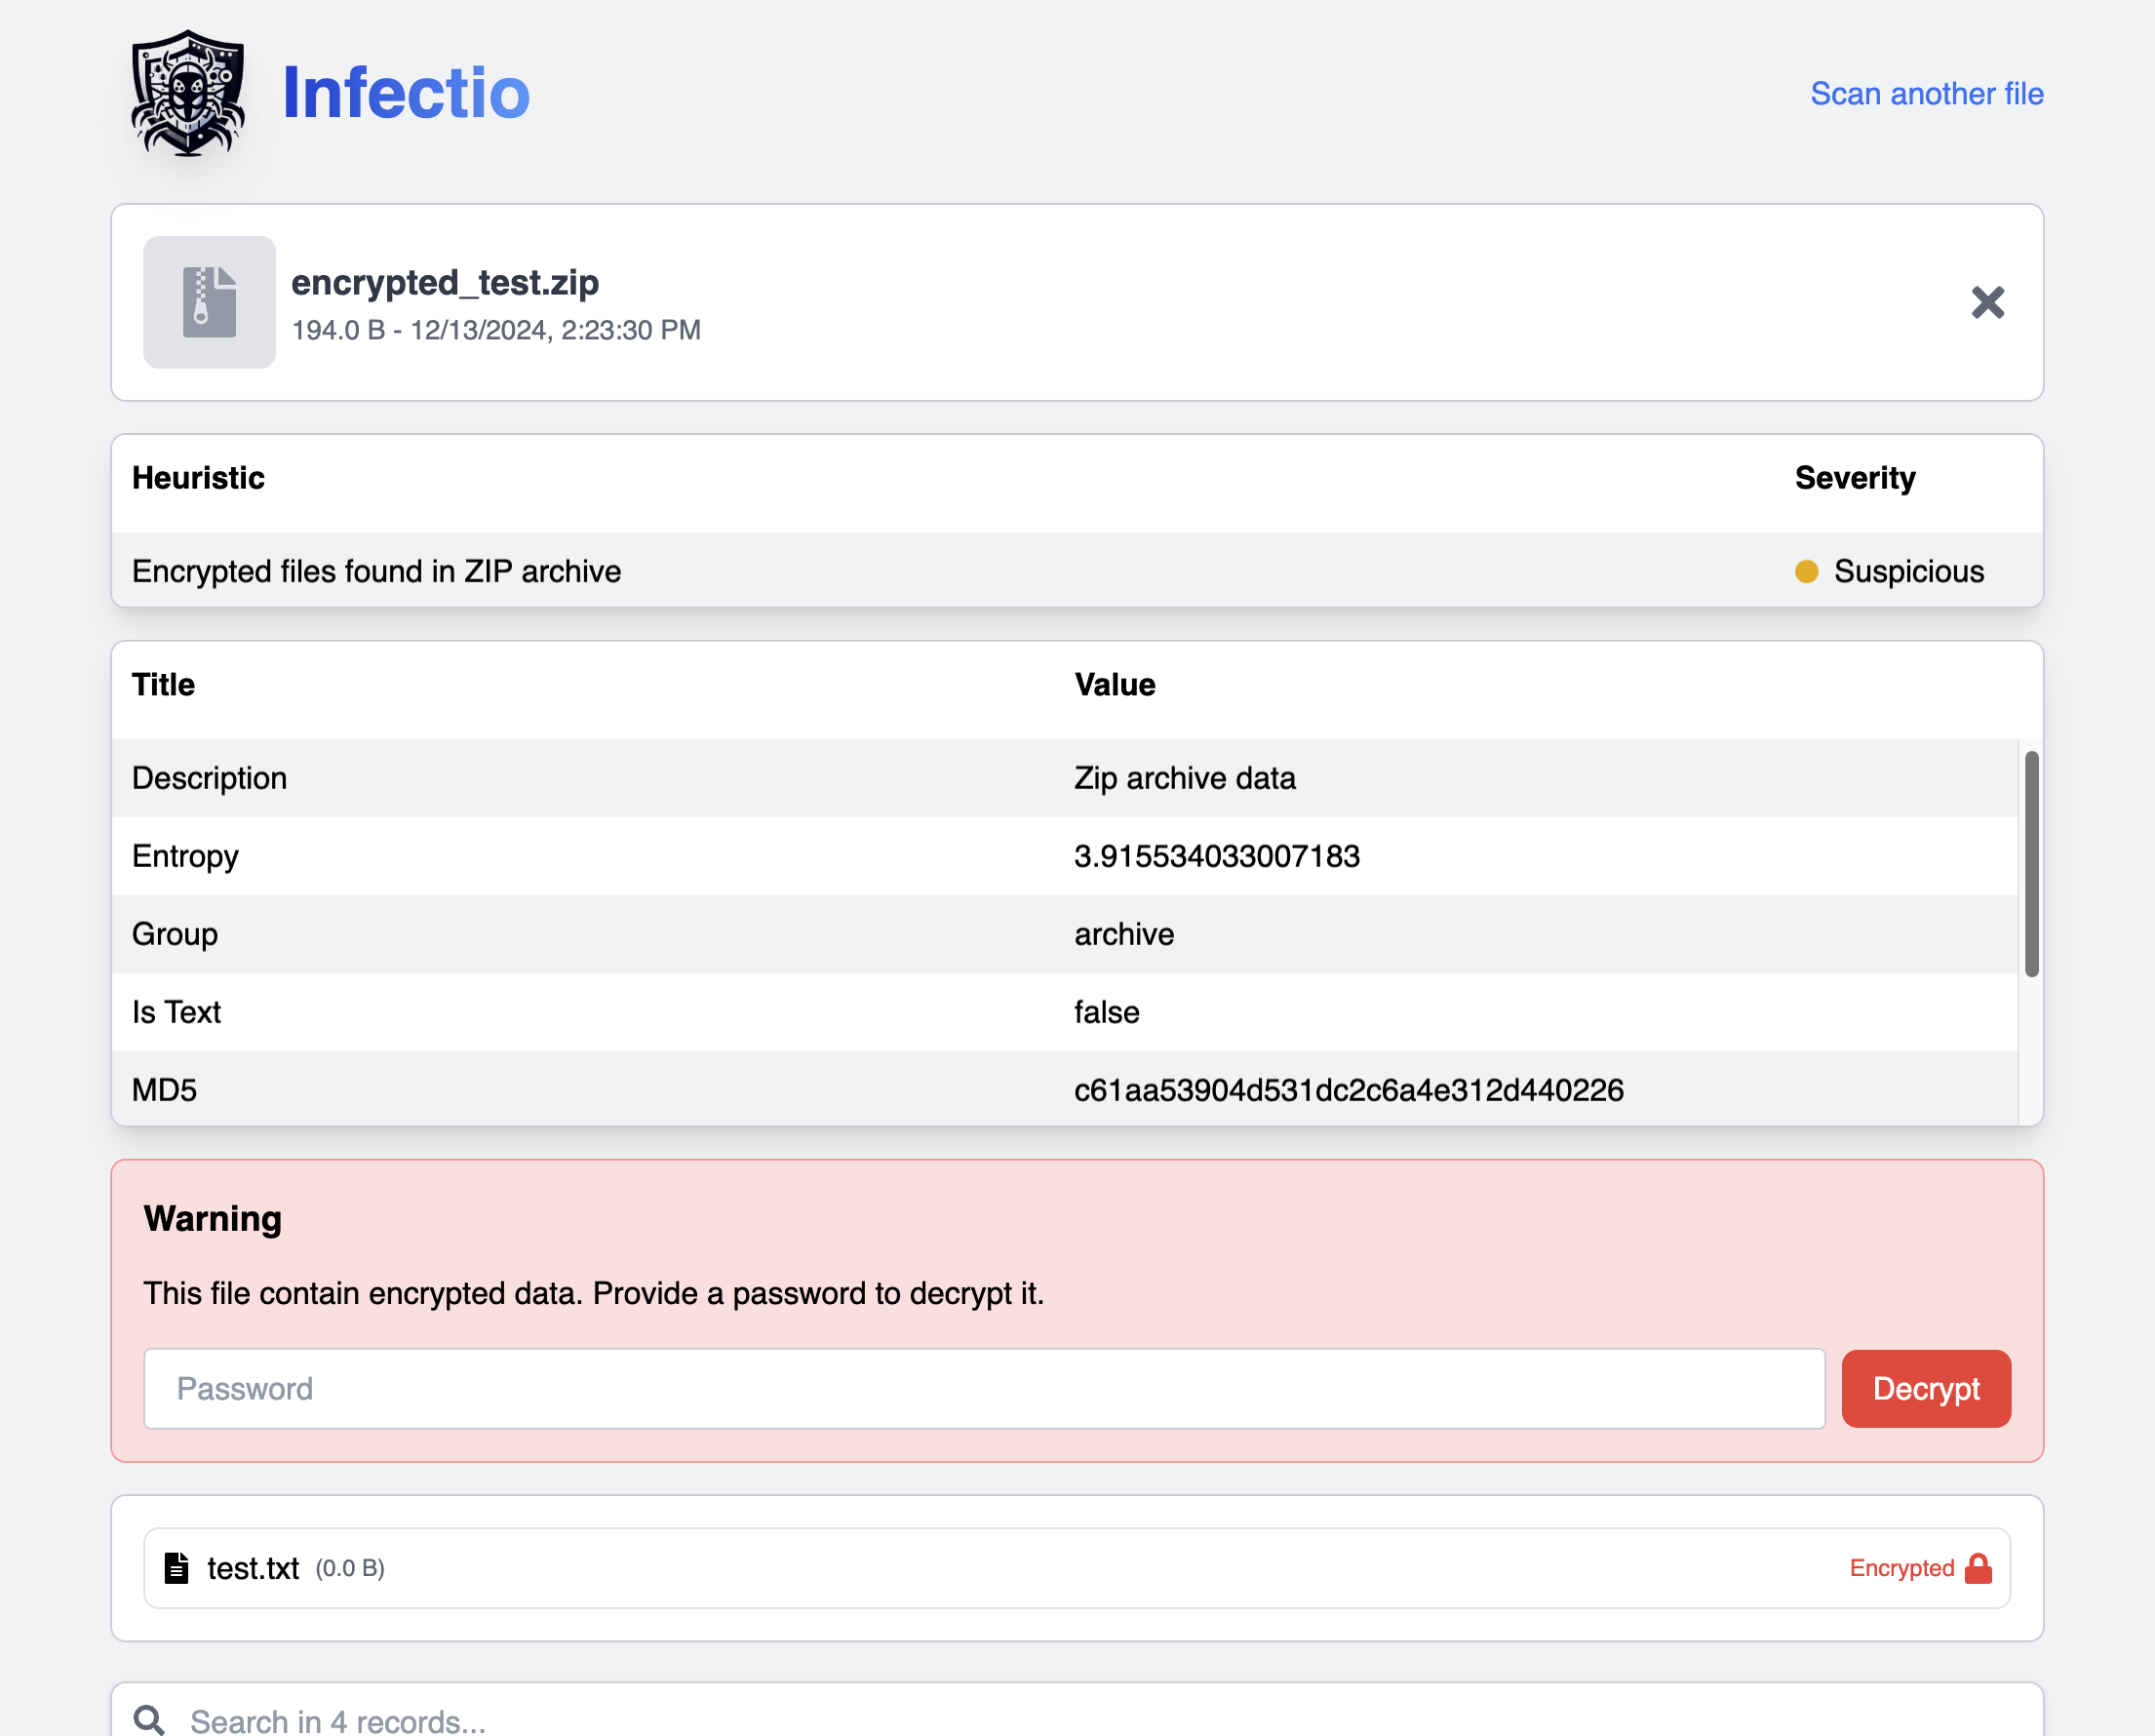 Infectio
Scan another file
encrypted_test.zip
194.0 B - 12/13/2024, 2:23:30 PM
Heuristic Severity
Encrypted files found in ZIP archive Suspicious
Title Value
Description Zip archive data
Entropy 3.915534033007183
Group archive
Is Text false
MD5 c61aa53904d531dc2c6a4e312d440226
Warning
This file contain encrypted data. Provide a password to decrypt it.
Password Decrypt
test.txt (0.0 B) Encrypted
Search in 4 records...